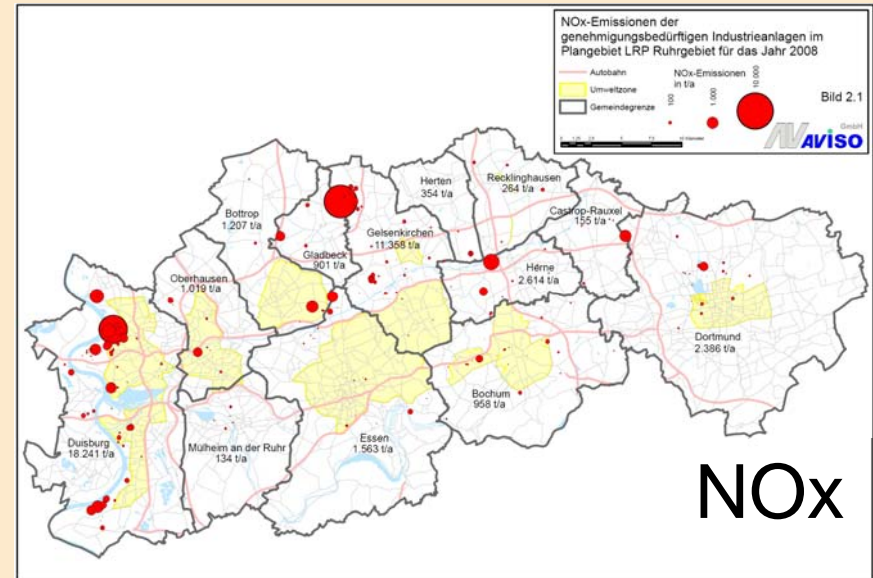 NOx-Emissionen der
genehmigungsbedürftigen Industrieanlagen im
Plangebiet LRP Ruhrgebiet für das Jahr 2008
Autobahn
Umweltzone
Gemeindegrenze
NOx-Emissionen
in t/a
100
1.000
10.000
Bild 2.1
GmbH
AVISO
Herten
354 t/a
Recklinghausen
264 t/a
Castrop-Rauxel
155 t/a
Bottrop
1.207 t/a
Gelsenkirchen
11.358 t/a
Gladbeck
901 t/a
Herne
2.614 t/a
Oberhausen
1.019 t/a
Dortmund
2.386 t/a
Bochum
958 t/a
Duisburg
18.241 t/a
Mülheim an der Ruhr
134 t/a
Essen
1.563 t/a
NOx